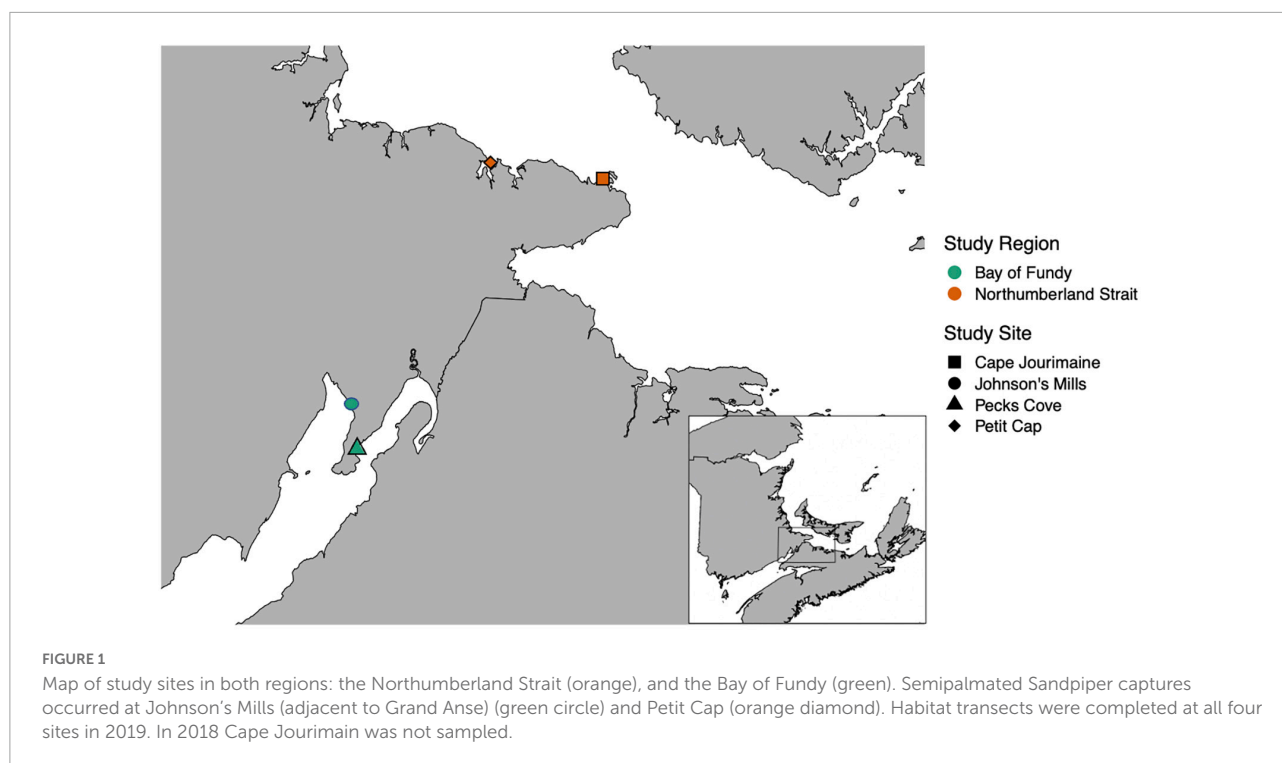 Study Region
Bay of Fundy
Northumberland Strait
Study Site
Cape Jourimaine
Johnson's Mills
Pecks Cove
Petit Cap
FIGURE 1
Map of study sites in both regions: the Northumberland Strait (orange), and the Bay of Fundy (green). Semipalmated Sandpiper captures
occurred at Johnson's Mills (adjacent to Grand Anse) (green circle) and Petit Cap (orange diamond). Habitat transects were completed at all four
sites in 2019. In 2018 Cape Jourimain was not sampled.